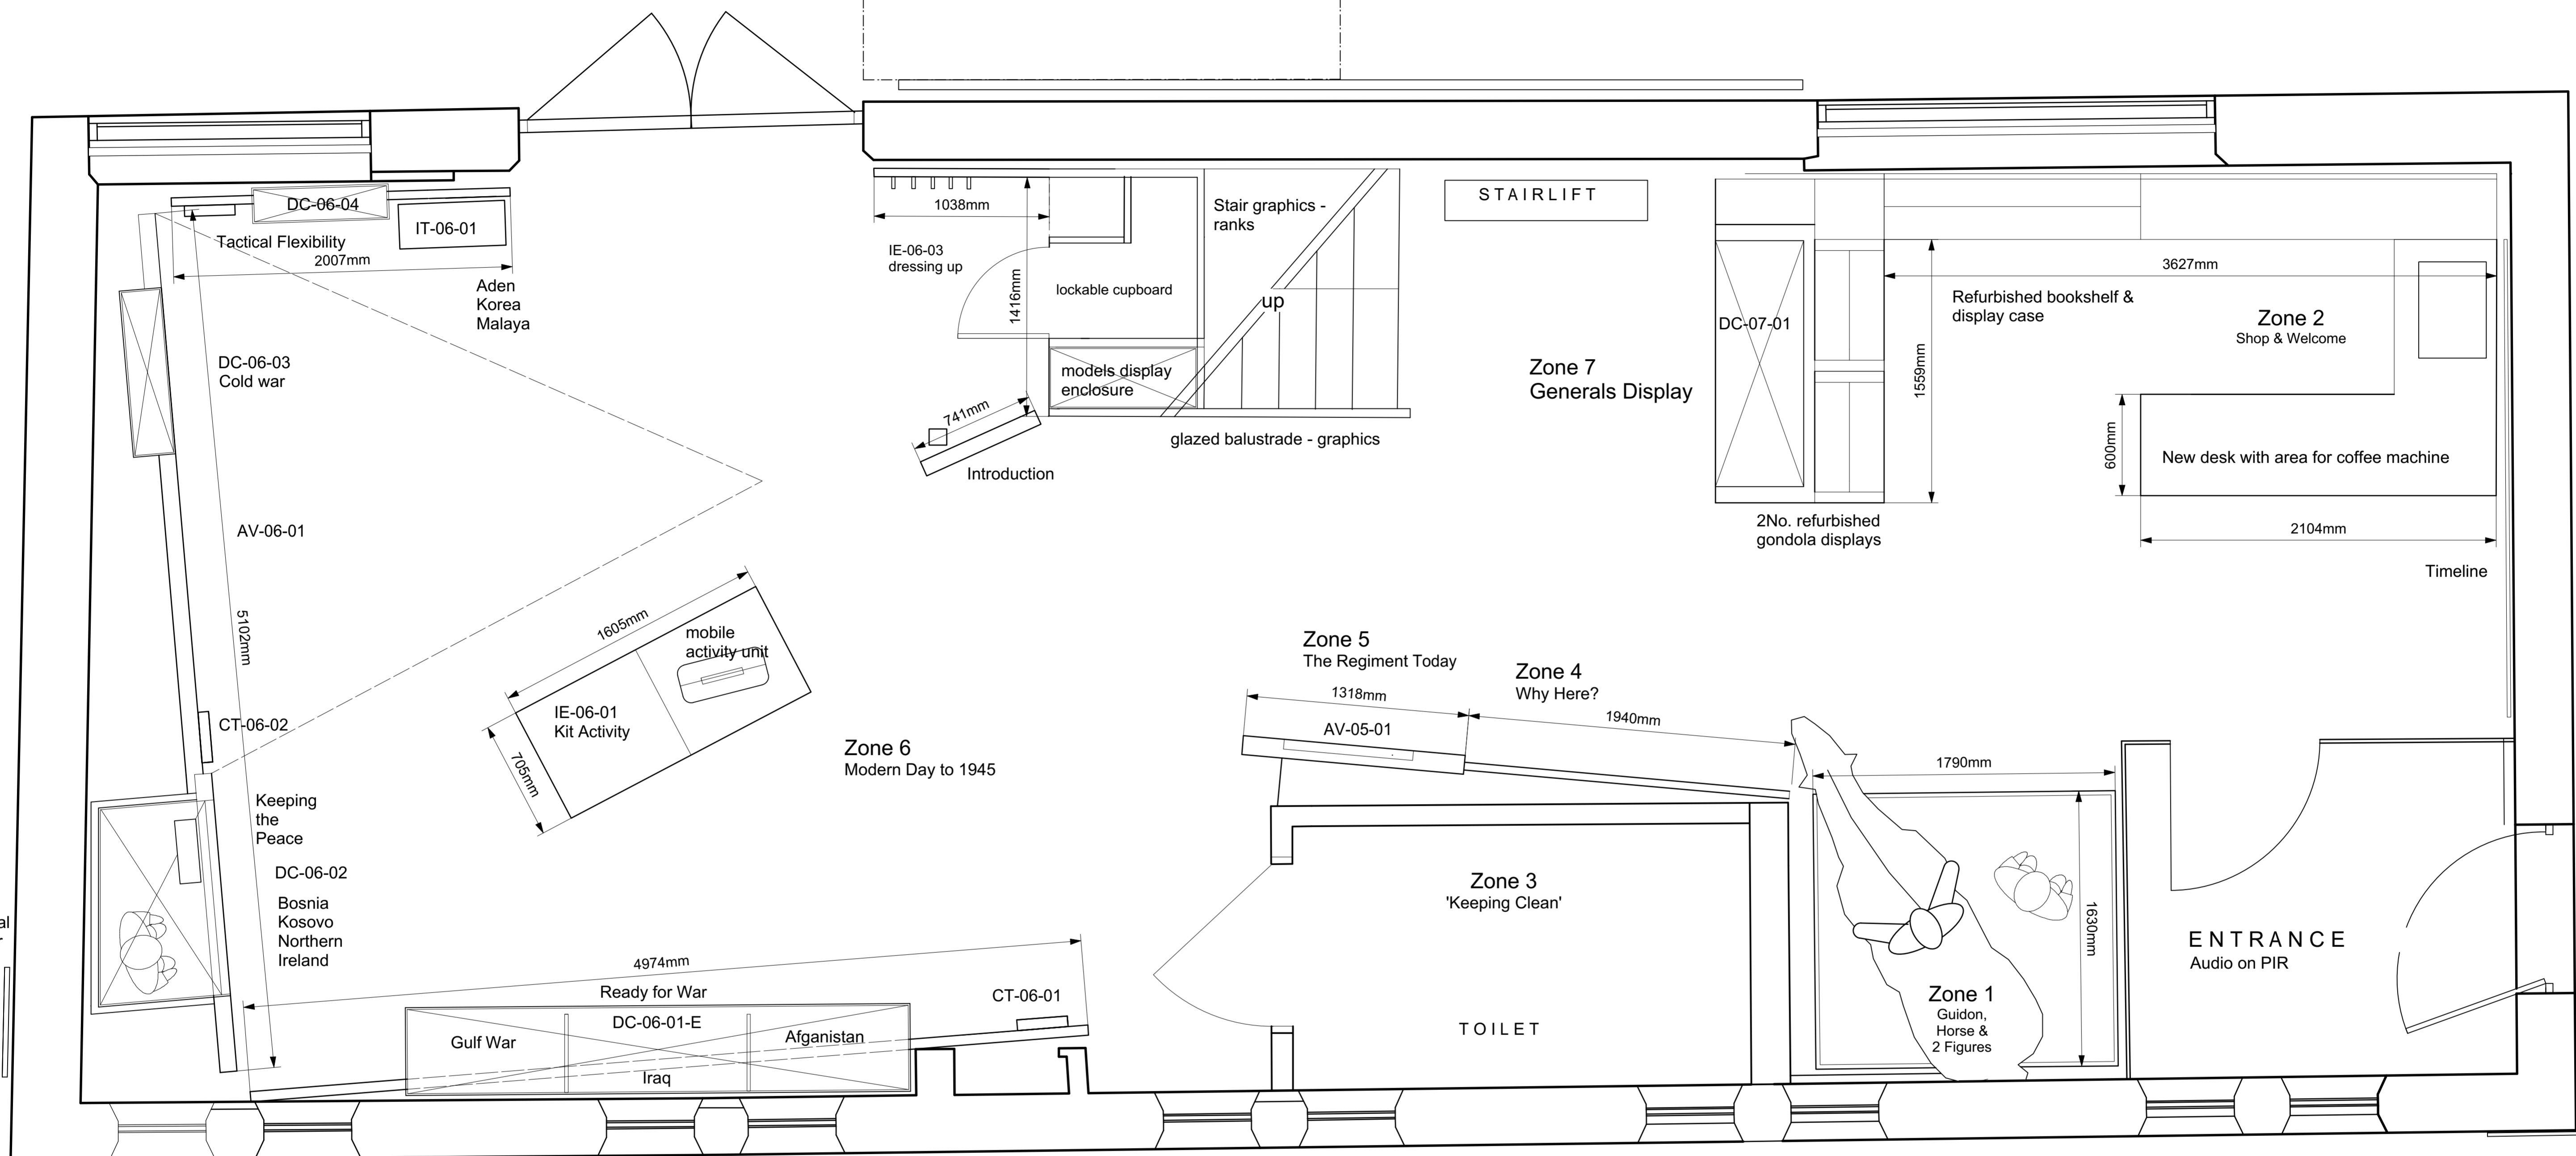 DC-06-04
IT-06-01
Tactical Flexibility
2007mm
Aden
Korea
Malaya
DC-06-03
Cold war
AV-06-01
5102mm
CT-06-02
Keeping
the
Peace
DC-06-02
Bosnia
Kosovo
Northern
Ireland
al
1038mm
IE-06-03
dressing up
1416mm
lockable cupboard
models display
enclosure
741mm
Introduction
Stair graphics -
ranks
up
glazed balustrade - graphics
STAIRLIFT
Zone 7
Generals Display
DC-07-01
1559mm
3627mm
Refurbished bookshelf &
display case
Zone 2
Shop & Welcome
600mm
New desk with area for coffee machine
2104mm
2No. refurbished
gondola displays
Timeline
1605mm
mobile
activity unit
IE-06-01
Kit Activity
705mm
Zone 6
Modern Day to 1945
Zone 5
The Regiment Today
1318mm
AV-05-01
Zone 4
Why Here?
1940mm
1790mm
1630mm
Zone 3
'Keeping Clean'
TOILET
Zone 1
Guidon,
Horse &
2 Figures
ENTRANCE
Audio on PIR
4974mm
Ready for War
CT-06-01
DC-06-01-E
Gulf War
Afganistan
Iraq